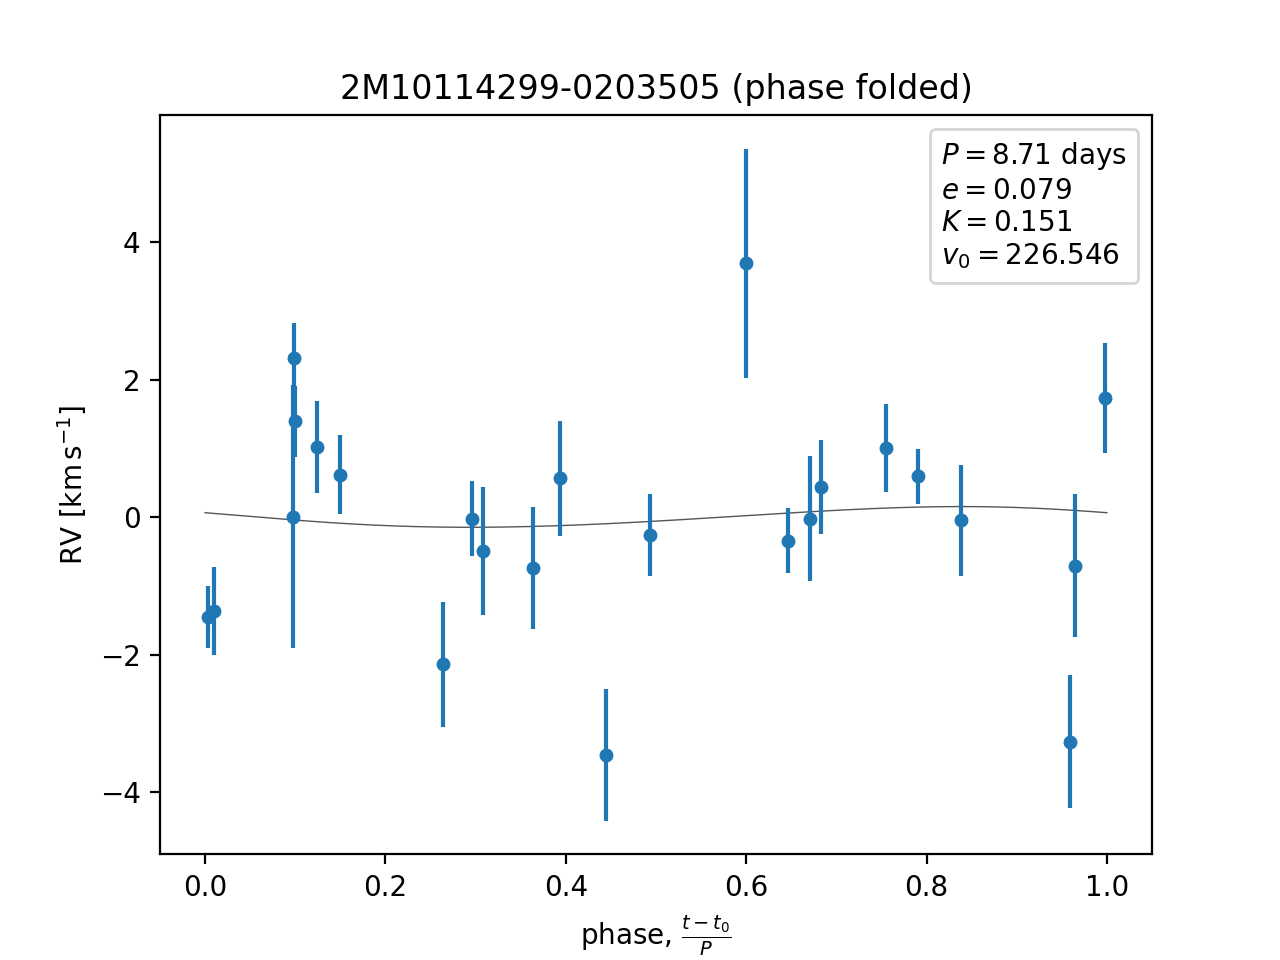 2M10114299-0203505 (phase folded)
P = 8.71 days
e = 0.079
K = 0.151
v₀ = 226.546
RV [km s⁻¹]
4
2
0
−2
−4
0.0 0.2 0.4 0.6 0.8 1.0
phase, (t − t₀)/P